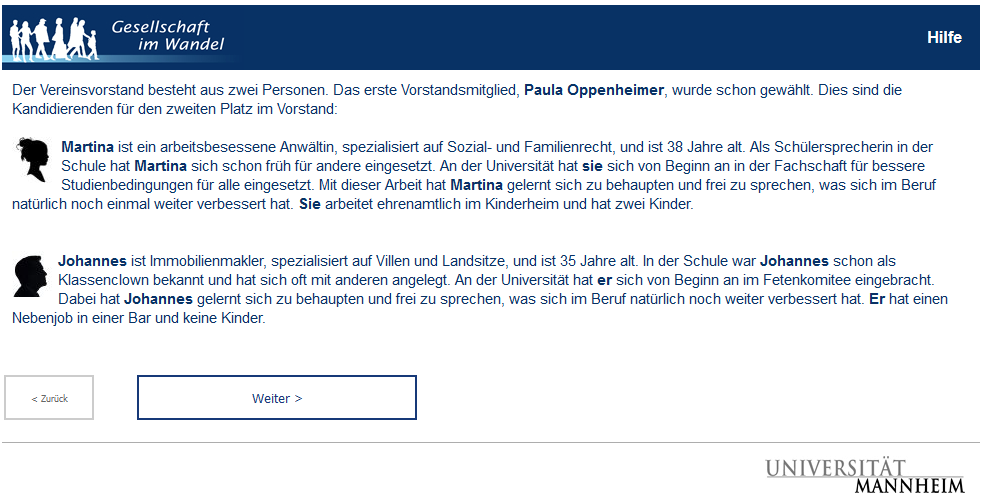 Gesellschaft
im Wandel
Hilfe
Der Vereinsvorstand besteht aus zwei Personen. Das erste Vorstandsmitglied, Paula Oppenheimer, wurde schon gewählt. Dies sind die
Kandidierenden für den zweiten Platz im Vorstand:
Martina ist ein arbeitsbesessene Anwältin, spezialisiert auf Sozial- und Familienrecht, und ist 38 Jahre alt. Als Schülersprecherin in der
Schule hat Martina sich schon früh für andere eingesetzt. An der Universität hat sie sich von Beginn an in der Fachschaft für bessere
Studienbedingungen für alle eingesetzt. Mit dieser Arbeit hat Martina gelernt sich zu behaupten und frei zu sprechen, was sich im Beruf
natürlich noch einmal weiter verbessert hat. Sie arbeitet ehrenamtlich im Kinderheim und hat zwei Kinder.
Johannes ist Immobilienmakler, spezialisiert auf Villen und Landsitze, und ist 35 Jahre alt. In der Schule war Johannes schon als
Klassenclown bekannt und hat sich oft mit anderen angelegt. An der Universität hat er sich von Beginn an im Fetenkomitee eingebracht.
Dabei hat Johannes gelernt sich zu behaupten und frei zu sprechen, was sich im Beruf natürlich noch weiter verbessert hat. Er hat einen
Nebenjob in einer Bar und keine Kinder.
< Zurück
Weiter >
UNIVERSITÄT
MANNHEIM